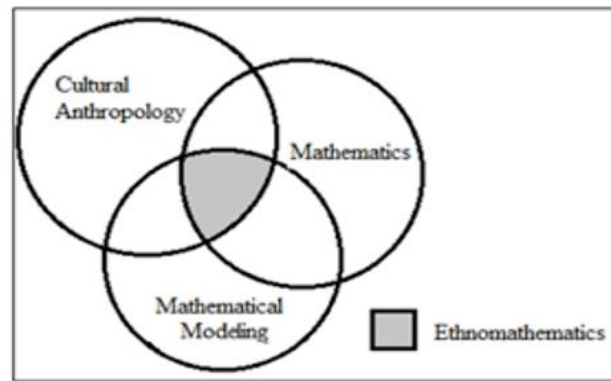 Cultural
Anthropology
Mathematics
Mathematical
Modeling
Ethnomathematics